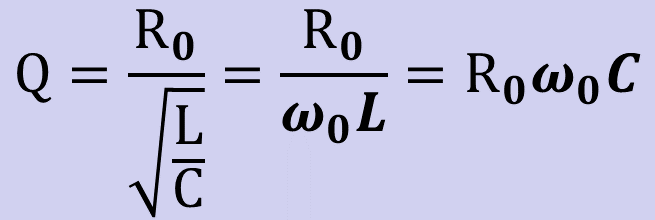 Q = R₀ / √(L/C) = R₀ / (ω₀L) = R₀ω₀C